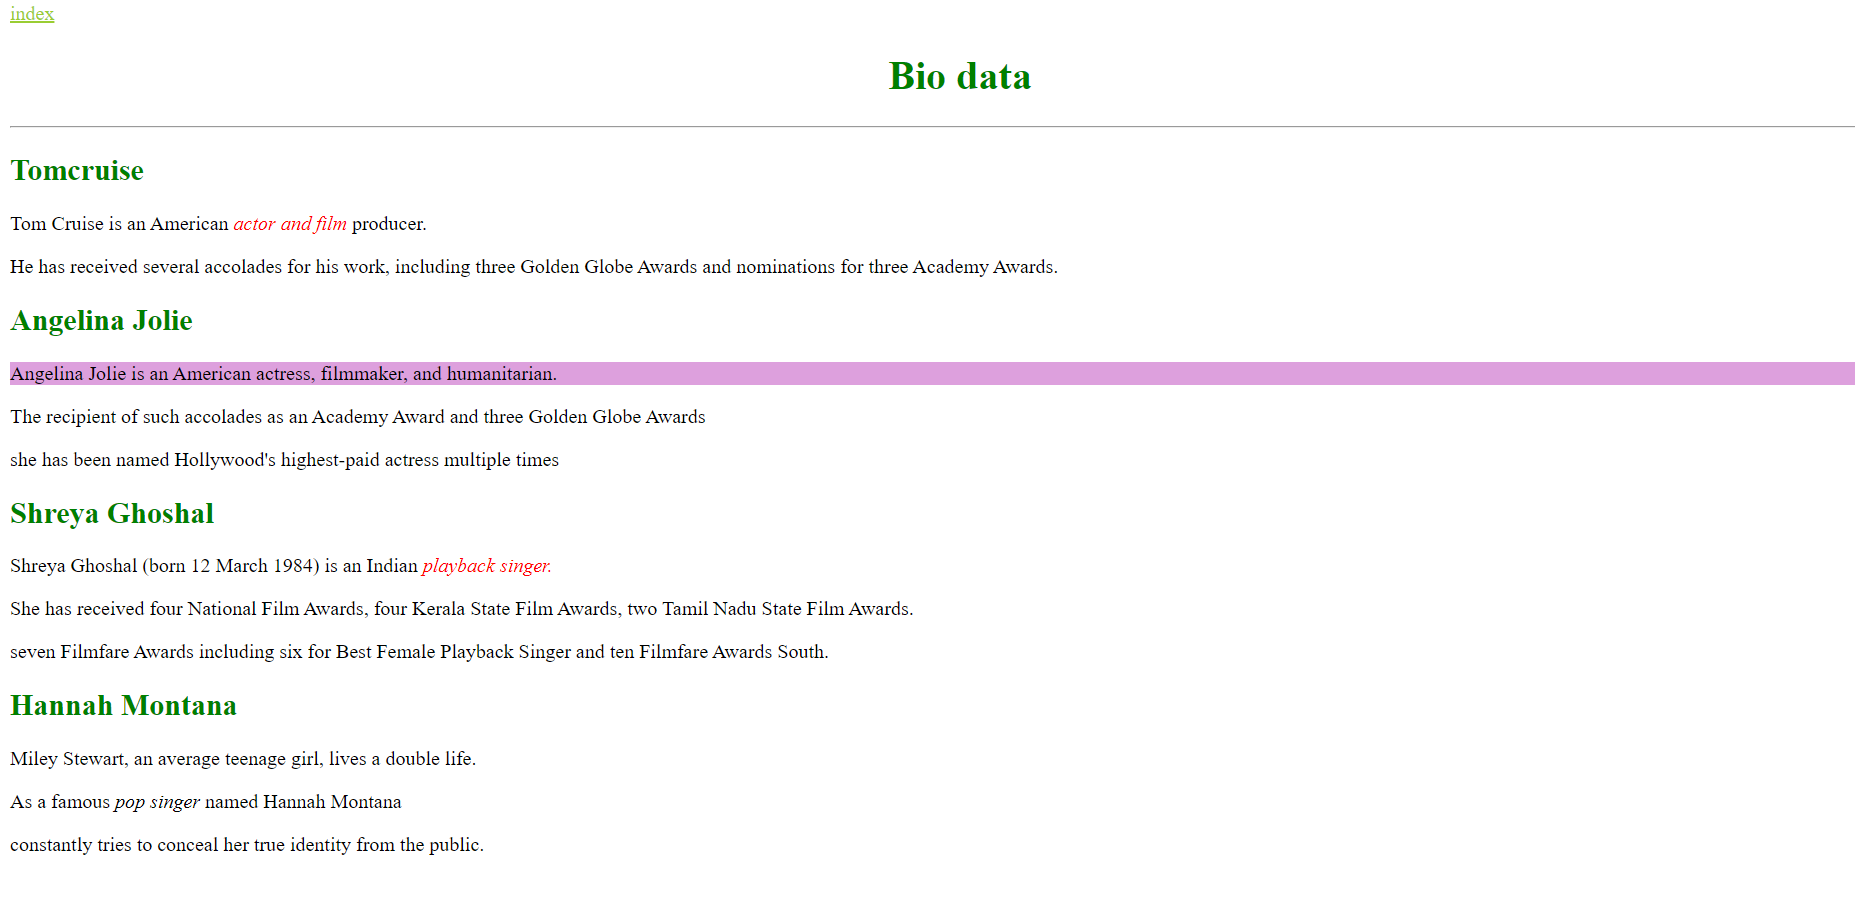 index
Bio data
Tomcruise
Tom Cruise is an American actor and film producer.
He has received several accolades for his work, including three Golden Globe Awards and nominations for three Academy Awards.
Angelina Jolie
Angelina Jolie is an American actress, filmmaker, and humanitarian.
The recipient of such accolades as an Academy Award and three Golden Globe Awards
she has been named Hollywood's highest-paid actress multiple times
Shreya Ghoshal
Shreya Ghoshal (born 12 March 1984) is an Indian playback singer.
She has received four National Film Awards, four Kerala State Film Awards, two Tamil Nadu State Film Awards.
seven Filmfare Awards including six for Best Female Playback Singer and ten Filmfare Awards South.
Hannah Montana
Miley Stewart, an average teenage girl, lives a double life.
As a famous pop singer named Hannah Montana
constantly tries to conceal her true identity from the public.